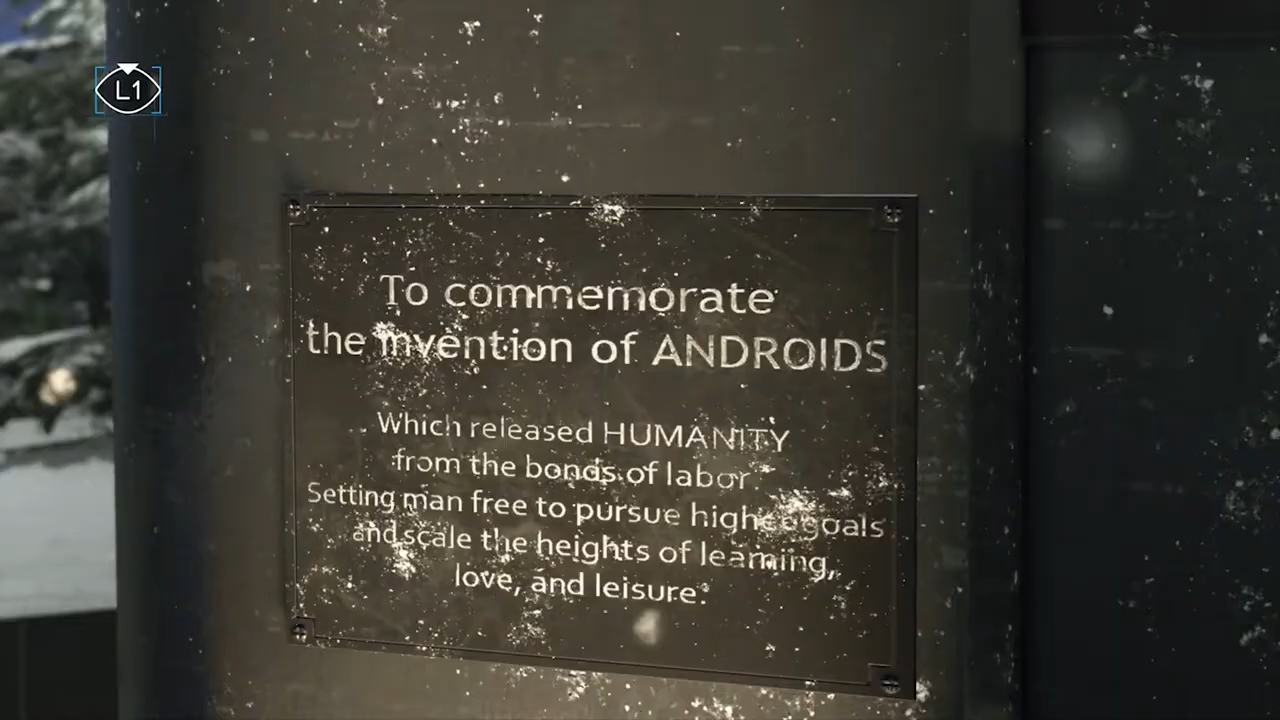 L1
To commemorate
the invention of ANDROIDS
Which released HUMANITY
from the bonds of labor.
Setting man free to pursue higher goals
and scale the heights of learning,
love, and leisure.